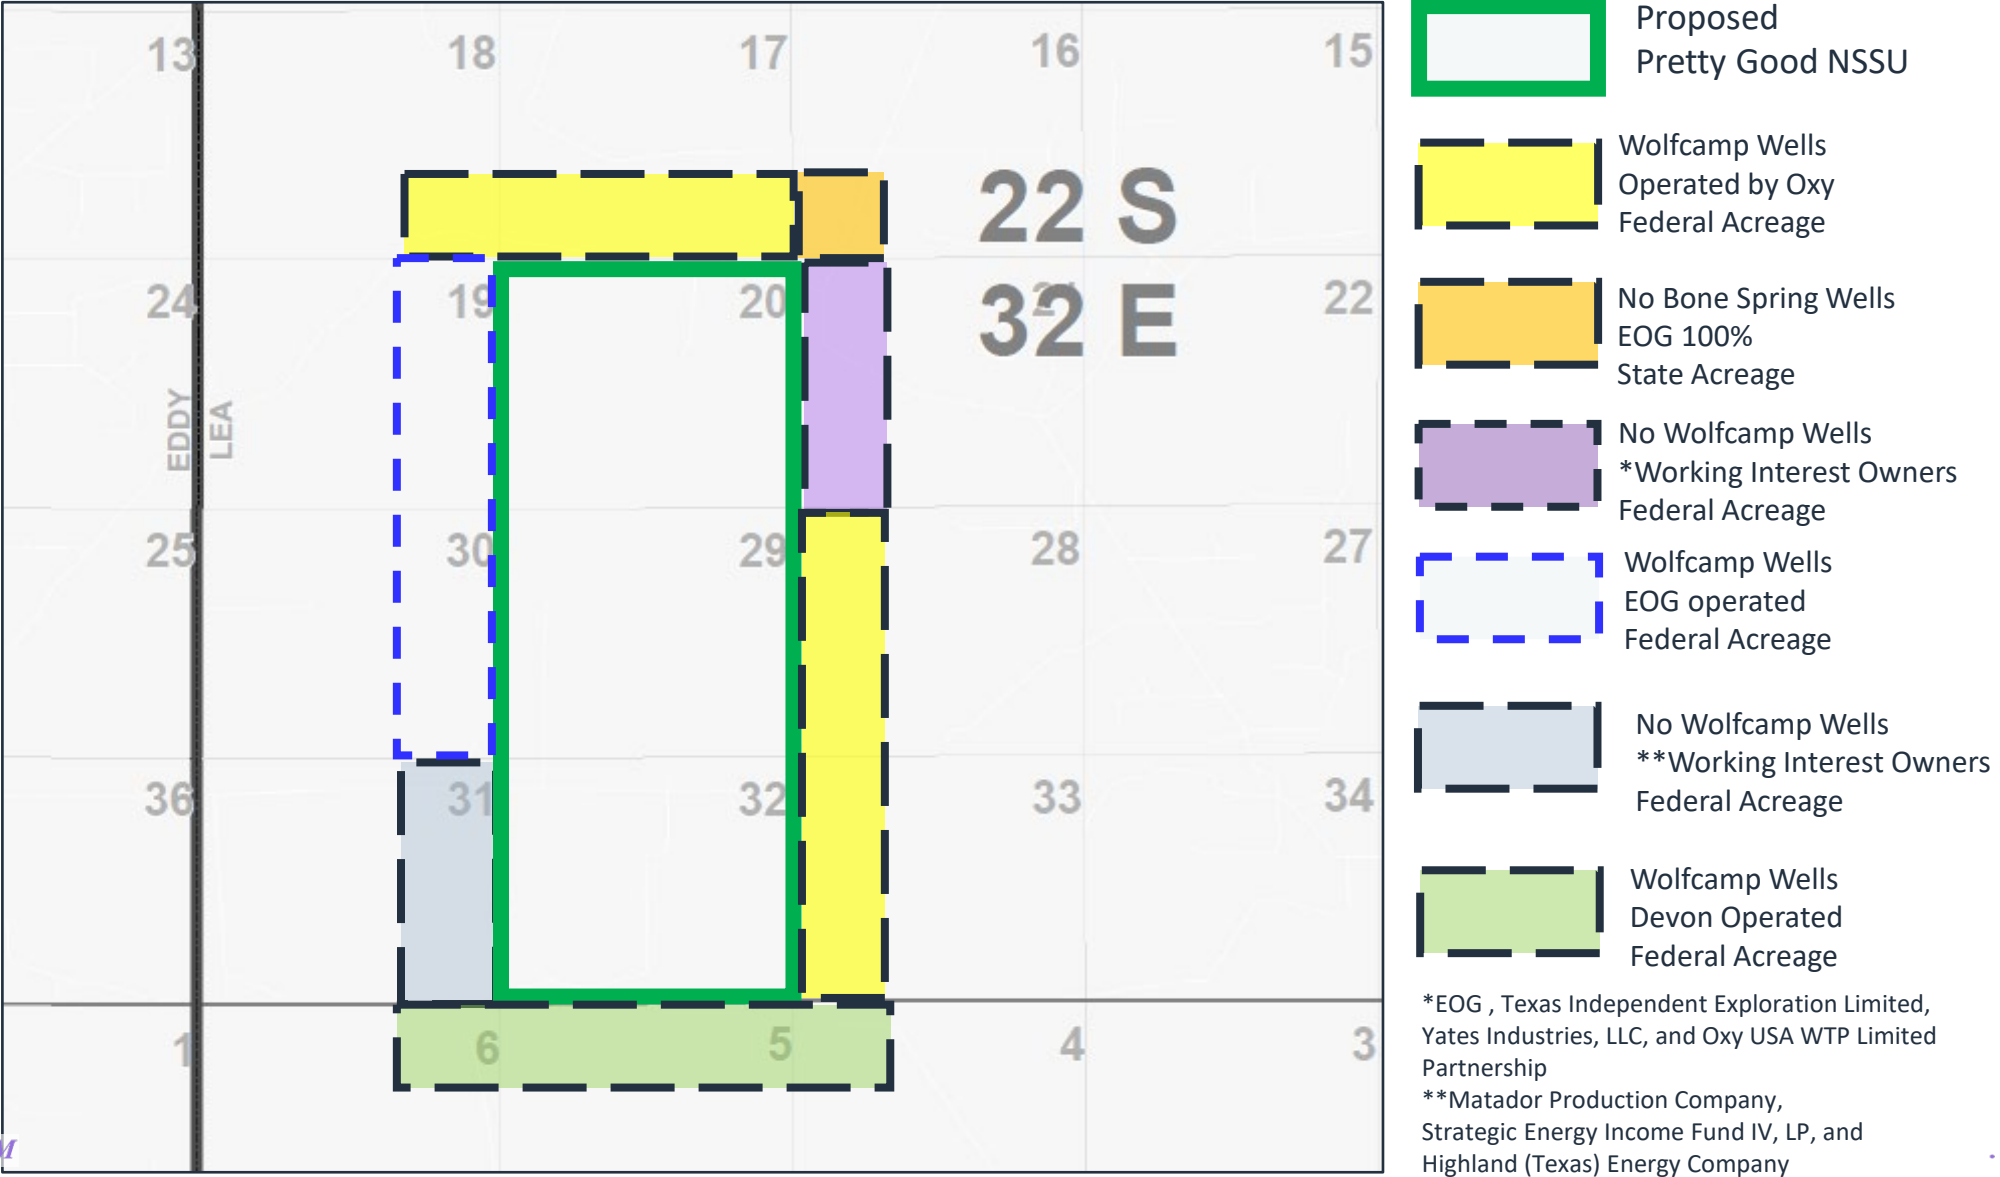 13
18
17
16
15
22 S
24
19
20
32 E
22
EDDY
LEA
25
30
29
28
27
36
31
32
33
34
1
6
5
4
3
M
Proposed
Pretty Good NSSU
Wolfcamp Wells
Operated by Oxy
Federal Acreage
No Bone Spring Wells
EOG 100%
State Acreage
No Wolfcamp Wells
*Working Interest Owners
Federal Acreage
Wolfcamp Wells
EOG operated
Federal Acreage
No Wolfcamp Wells
**Working Interest Owners
Federal Acreage
Wolfcamp Wells
Devon Operated
Federal Acreage
*EOG , Texas Independent Exploration Limited,
Yates Industries, LLC, and Oxy USA WTP Limited
Partnership
**Matador Production Company,
Strategic Energy Income Fund IV, LP, and
Highland (Texas) Energy Company